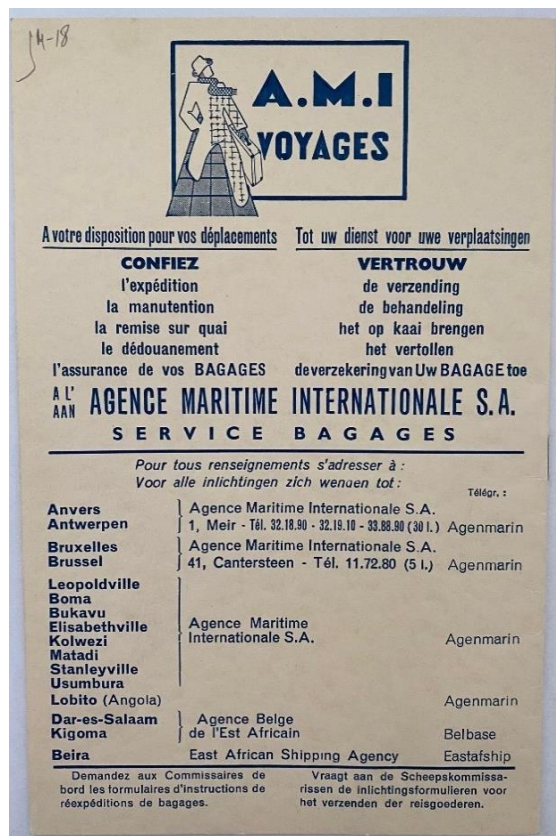 JM-18
A.M.I
VOYAGES
A votre disposition pour vos déplacements
CONFIEZ
l'expédition
la manutention
la remise sur quai
le dédouanement
l'assurance de vos BAGAGES
Tot uw dienst voor uwe verplaatsingen
VERTROUW
de verzending
de behandeling
het op kaai brengen
het vertollen
de verzekering van Uw BAGAGE toe
A L'
AAN
AGENCE MARITIME INTERNATIONALE S.A.
SERVICE BAGAGES
Pour tous renseignements s'adresser à :
Voor alle inlichtingen zich wenden tot :
Télégr. :
Anvers } Agence Maritime Internationale S.A.
Antwerpen } 1, Meir - Tél. 32.18.90 - 32.19.10 - 33.88.90 (30 l.) Agenmarin
Bruxelles } Agence Maritime Internationale S.A.
Brussel } 41, Cantersteen - Tél. 11.72.80 (5 l.) Agenmarin
Leopoldville
Boma
Bukavu
Elisabethville Agence Maritime
Kolwezi Internationale S.A. Agenmarin
Matadi
Stanleyville
Usumbura
Lobito (Angola) Agenmarin
Dar-es-Salaam } Agence Belge
Kigoma } de l'Est Africain Belbase
Beira East African Shipping Agency Eastafship
Demandez aux Commissaires de
bord les formulaires d'instructions de
réexpéditions de bagages.
Vraagt aan de Scheepskommissa-
rissen de inlichtingsformulieren voor
het verzenden der reisgoederen.